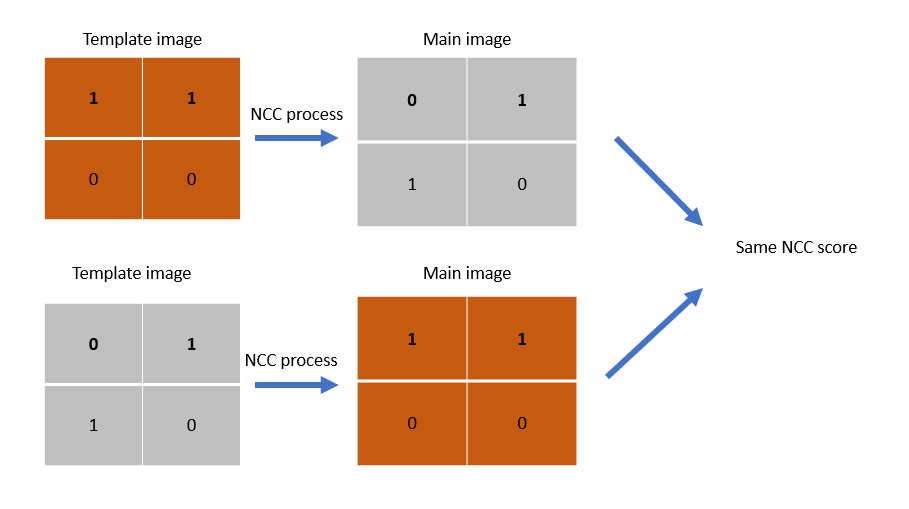 Template image
Main image
1 1
0 0
NCC process
0 1
1 0
Same NCC score
Template image
Main image
0 1
1 0
NCC process
1 1
0 0